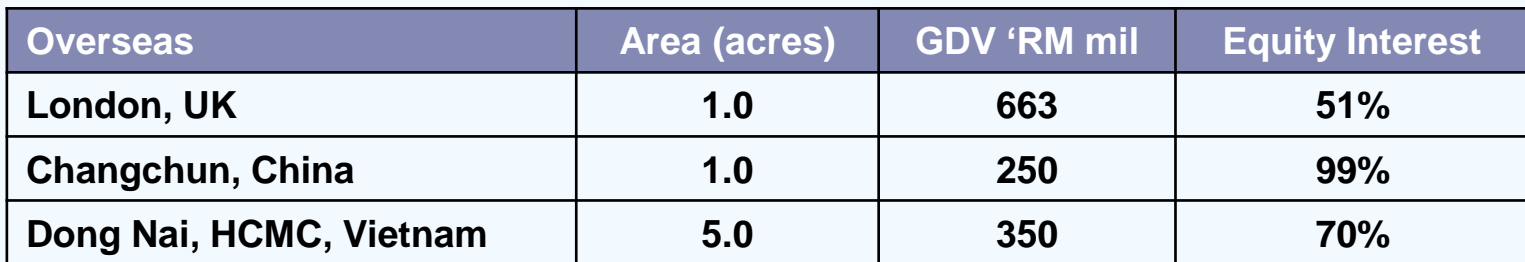 Overseas Area (acres) GDV ‘RM mil Equity Interest
London, UK 1.0 663 51%
Changchun, China 1.0 250 99%
Dong Nai, HCMC, Vietnam 5.0 350 70%